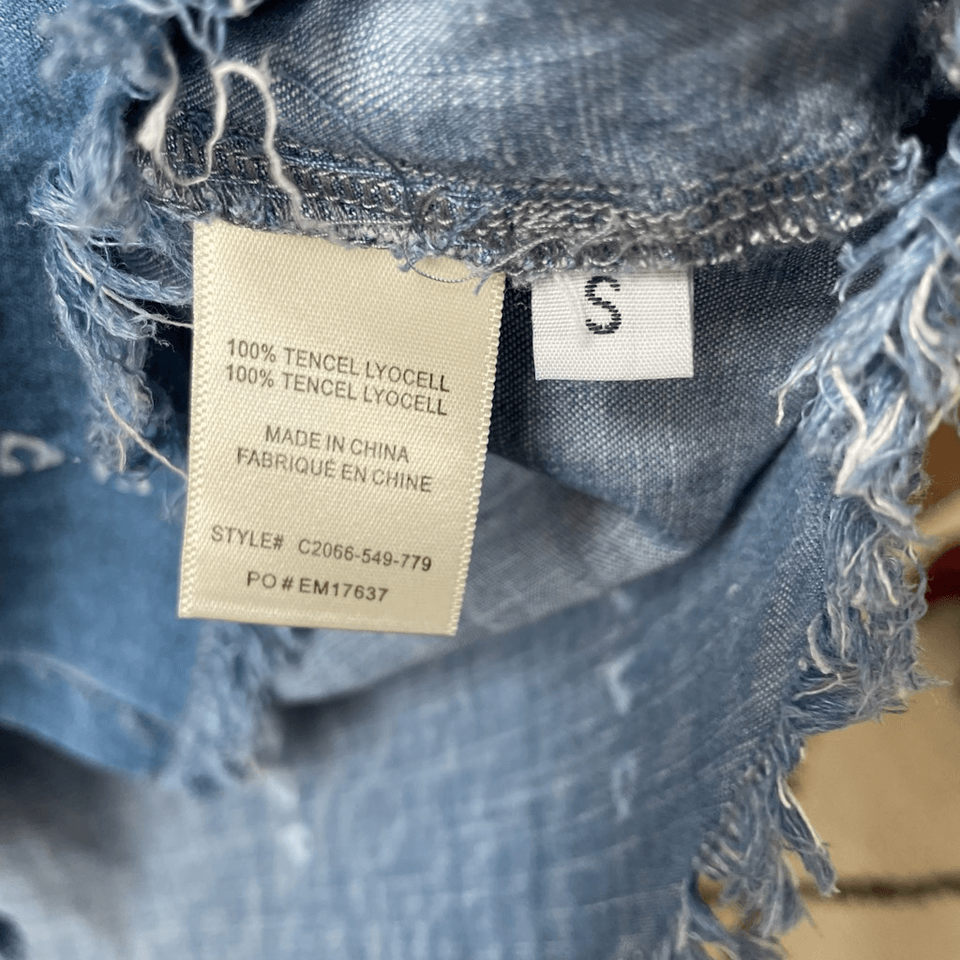 100% TENCEL LYOCELL
100% TENCEL LYOCELL
MADE IN CHINA
FABRIQUÉ EN CHINE
STYLE# C2066-549-779
PO # EM17637
S